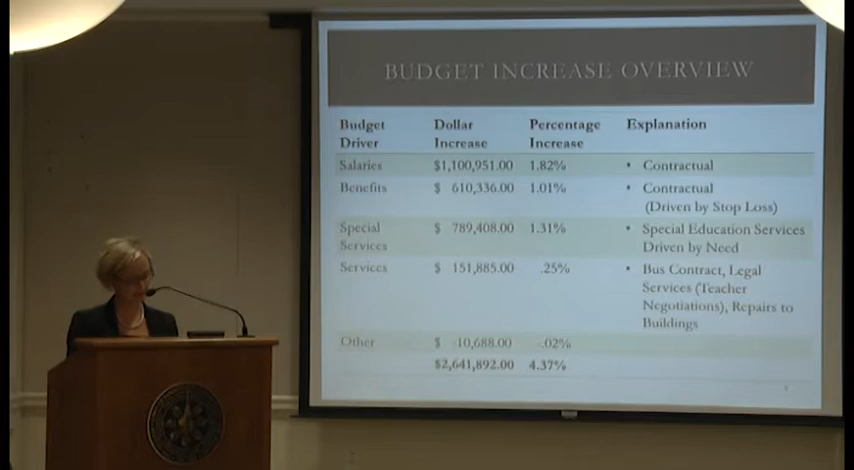 BUDGET INCREASE OVERVIEW
Budget Driver Dollar Increase Percentage Increase Explanation
Salaries $1,100,951.00 1.82% • Contractual
Benefits $ 610,336.00 1.01% • Contractual
(Driven by Stop Loss)
Special Services $ 789,408.00 1.31% • Special Education Services
Driven by Need
Services $ 151,885.00 .25% • Bus Contract, Legal
Services (Teacher
Negotiations), Repairs to
Buildings
Other $ -10,688.00 -.02%
$2,641,892.00 4.37%